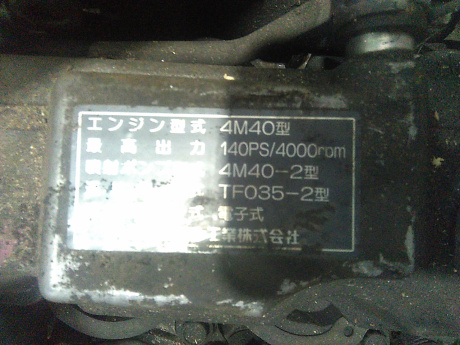 エンジン型式 4M40型
最高出力 140PS/4000rpm
4M40-2型
TF035-2型
電子式
工業株式会社